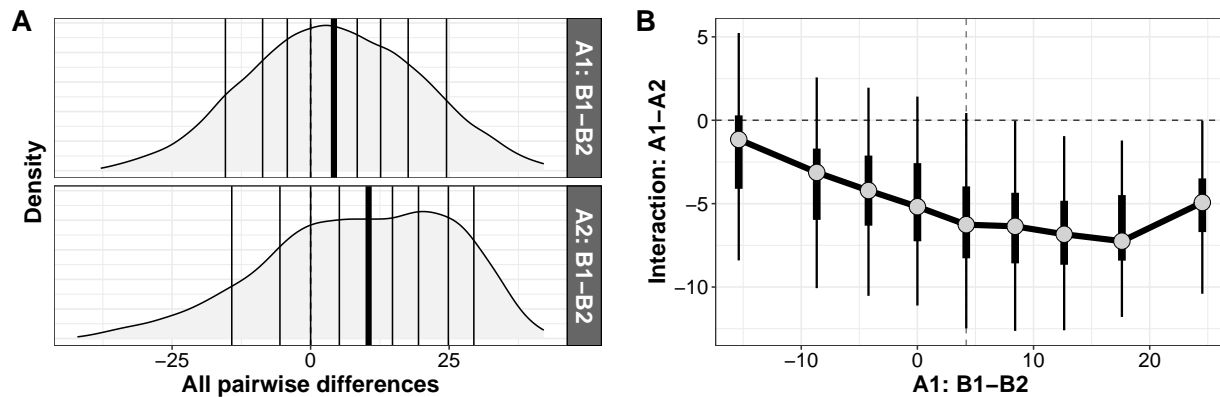 A
Density
A1: B1−B2
A2: B1−B2
−25
0
25
All pairwise differences
B
Interaction: A1−A2
5
0
−5
−10
−10
0
10
20
A1: B1−B2